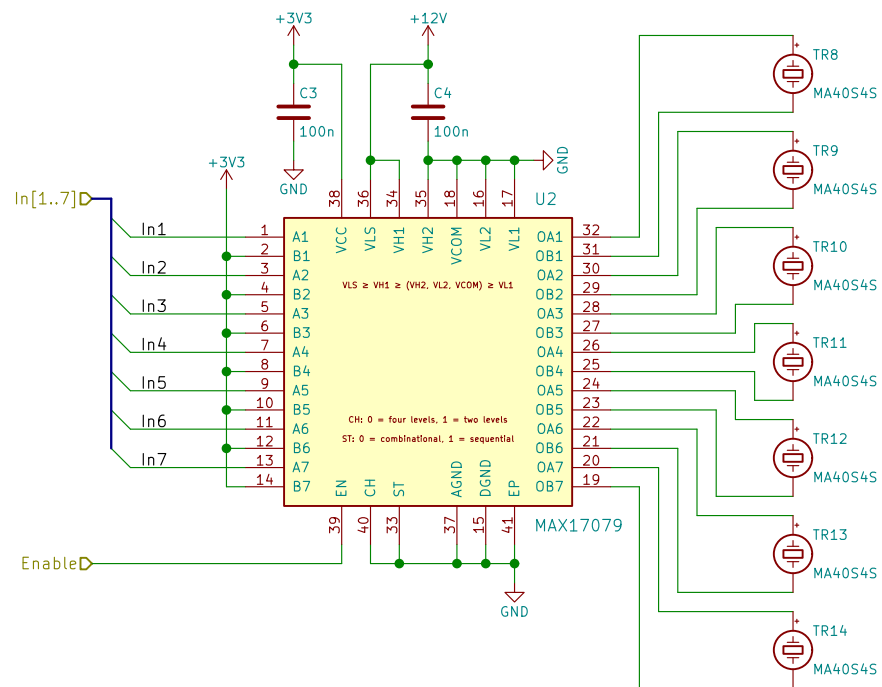 +3V3
+12V
C3
100n
C4
100n
GND
GND
+3V3
In[1..7]
Enable
In1
In2
In3
In4
In5
In6
In7
U2
MAX17079
38 36 34 35 18 16 17
VCC VLS VH1 VH2 VCOM VL2 VL1
VLS ≥ VH1 ≥ (VH2, VL2, VCOM) ≥ VL1
1 A1
2 B1
3 A2
4 B2
5 A3
6 B3
7 A4
8 B4
9 A5
10 B5
11 A6
12 B6
13 A7
14 B7
OA1 32
OB1 31
OA2 30
OB2 29
OA3 28
OB3 27
OA4 26
OB4 25
OA5 24
OB5 23
OA6 22
OB6 21
OA7 20
OB7 19
CH: 0 = four levels, 1 = two levels
ST: 0 = combinational, 1 = sequential
EN CH ST AGND DGND EP
39 40 33 37 15 41
GND
+
TR8
MA40S4S
+
TR9
MA40S4S
+
TR10
MA40S4S
+
TR11
MA40S4S
+
TR12
MA40S4S
+
TR13
MA40S4S
+
TR14
MA40S4S